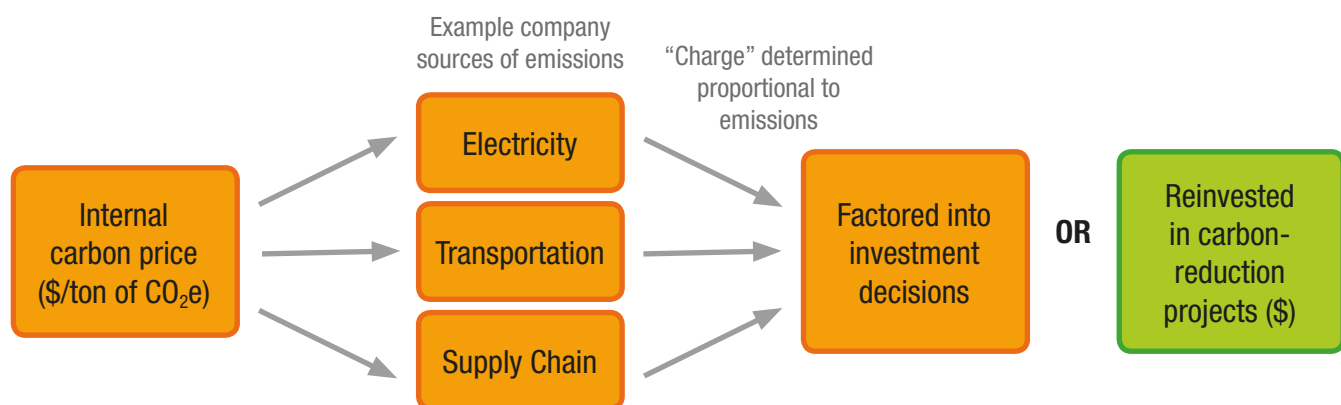 Example company
sources of emissions
“Charge” determined
proportional to
emissions
Internal
carbon price
($/ton of CO₂e)
Electricity
Transportation
Supply Chain
Factored into
investment
decisions
OR
Reinvested
in carbon-
reduction
projects ($)